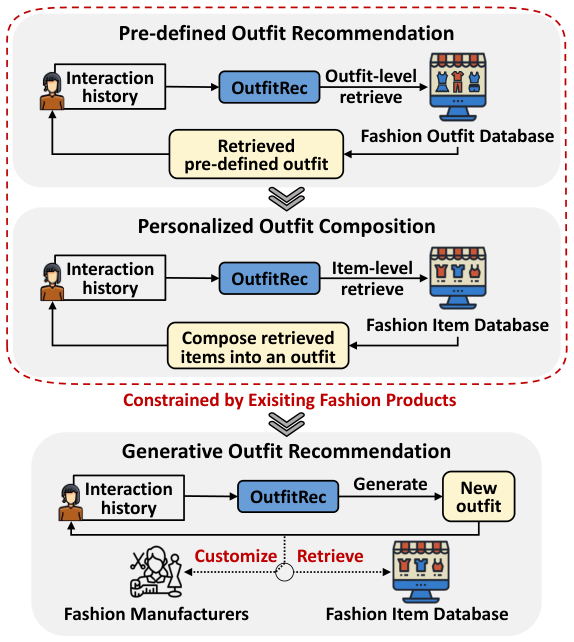 Pre-defined Outfit Recommendation
Interaction
history
OutfitRec
Outfit-level
retrieve
Fashion Outfit Database
Retrieved
pre-defined outfit
Personalized Outfit Composition
Interaction
history
OutfitRec
Item-level
retrieve
Fashion Item Database
Compose retrieved
items into an outfit
Constrained by Exisiting Fashion Products
Generative Outfit Recommendation
Interaction
history
OutfitRec
Generate
New
outfit
Customize
Retrieve
Fashion Manufacturers
Fashion Item Database